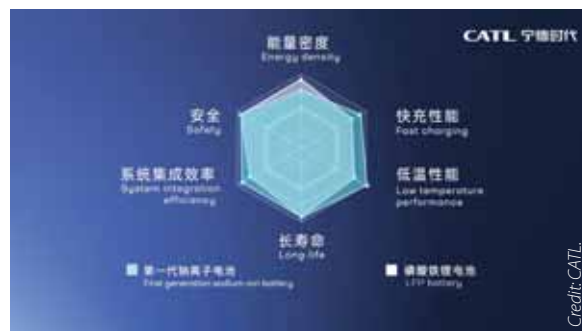 CATL 宁德时代
能量密度
Energy density
安全
Safety
快充性能
Fast charging
系统集成效率
System integration
efficiency
低温性能
Low temperature
performance
长寿命
Long life
第一代钠离子电池
First generation sodium-ion battery
磷酸铁锂电池
LFP battery
Credit: CATL.